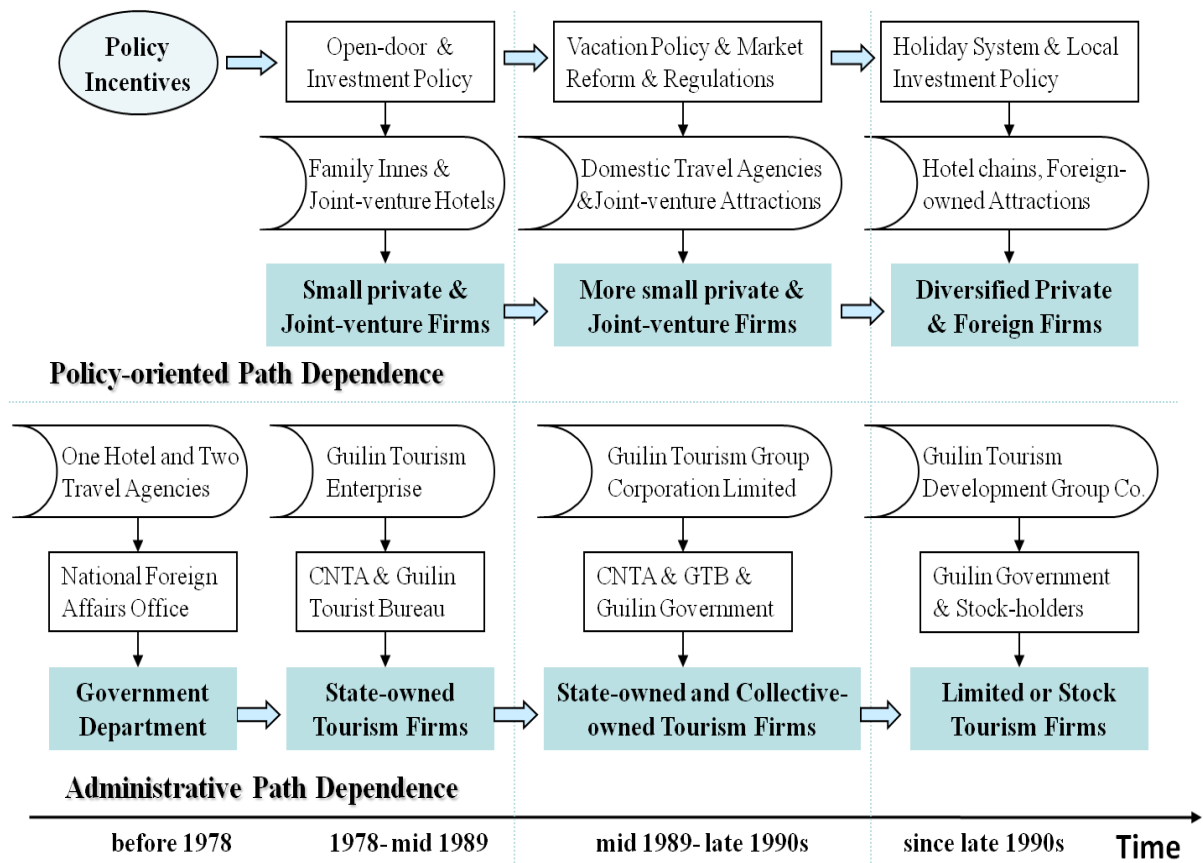 Policy
Incentives
Open-door &
Investment Policy
Vacation Policy & Market
Reform & Regulations
Holiday System & Local
Investment Policy
Family Innes &
Joint-venture Hotels
Domestic Travel Agencies
&Joint-venture Attractions
Hotel chains, Foreign-
owned Attractions
Small private &
Joint-venture Firms
More small private &
Joint-venture Firms
Diversified Private
& Foreign Firms
Policy-oriented Path Dependence
One Hotel and Two
Travel Agencies
Guilin Tourism
Enterprise
Guilin Tourism Group
Corporation Limited
Guilin Tourism
Development Group Co.
National Foreign
Affairs Office
CNTA & Guilin
Tourist Bureau
CNTA & GTB &
Guilin Government
Guilin Government
& Stock-holders
Government
Department
State-owned
Tourism Firms
State-owned and Collective-
owned Tourism Firms
Limited or Stock
Tourism Firms
Administrative Path Dependence
before 1978
1978- mid 1989
mid 1989- late 1990s
since late 1990s
Time